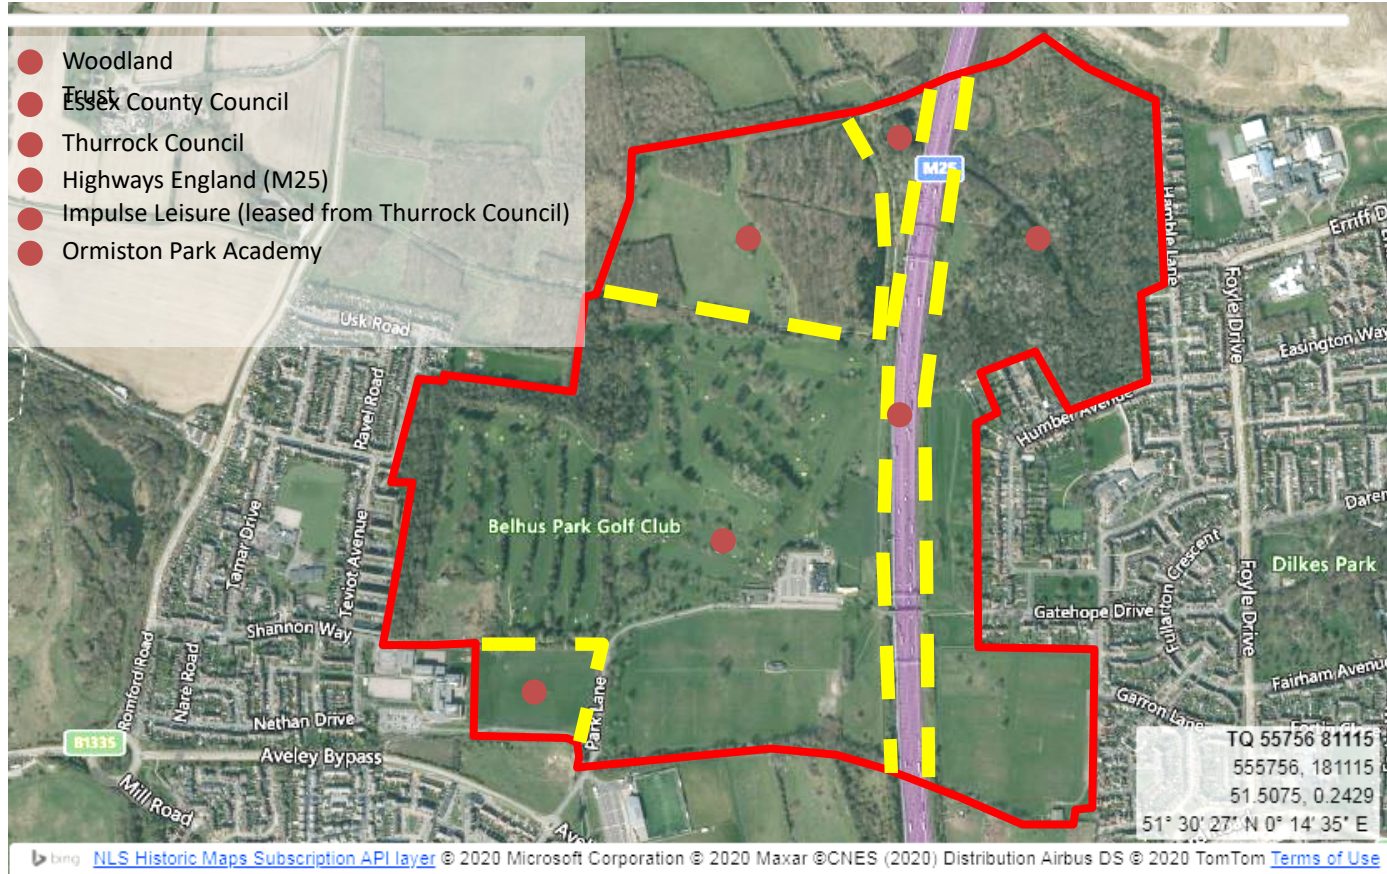 Woodland
Trust
Essex County Council
Thurrock Council
Highways England (M25)
Impulse Leisure (leased from Thurrock Council)
Ormiston Park Academy
M25
Hamble Lane
Erriff D
Foyle Drive
Usk Road
Easington Way
Ravel Road
Humber Avenue
Daren
Belhus Park Golf Club
Tamar Drive
Teviot Avenue
Fullarton Crescent
Dilkes Park
Foyle Drive
Gatehope Drive
Shannon Way
Romford Road
Nare Road
Fairham Avenue
Park Lane
Garron Lane
Nethan Drive
B1335
Aveley Bypass
Mill Road
TQ 55756 81115
555756, 181115
51.5075, 0.2429
51° 30' 27" N 0° 14' 35" E
bing NLS Historic Maps Subscription API layer © 2020 Microsoft Corporation © 2020 Maxar ©CNES (2020) Distribution Airbus DS © 2020 TomTom Terms of Use